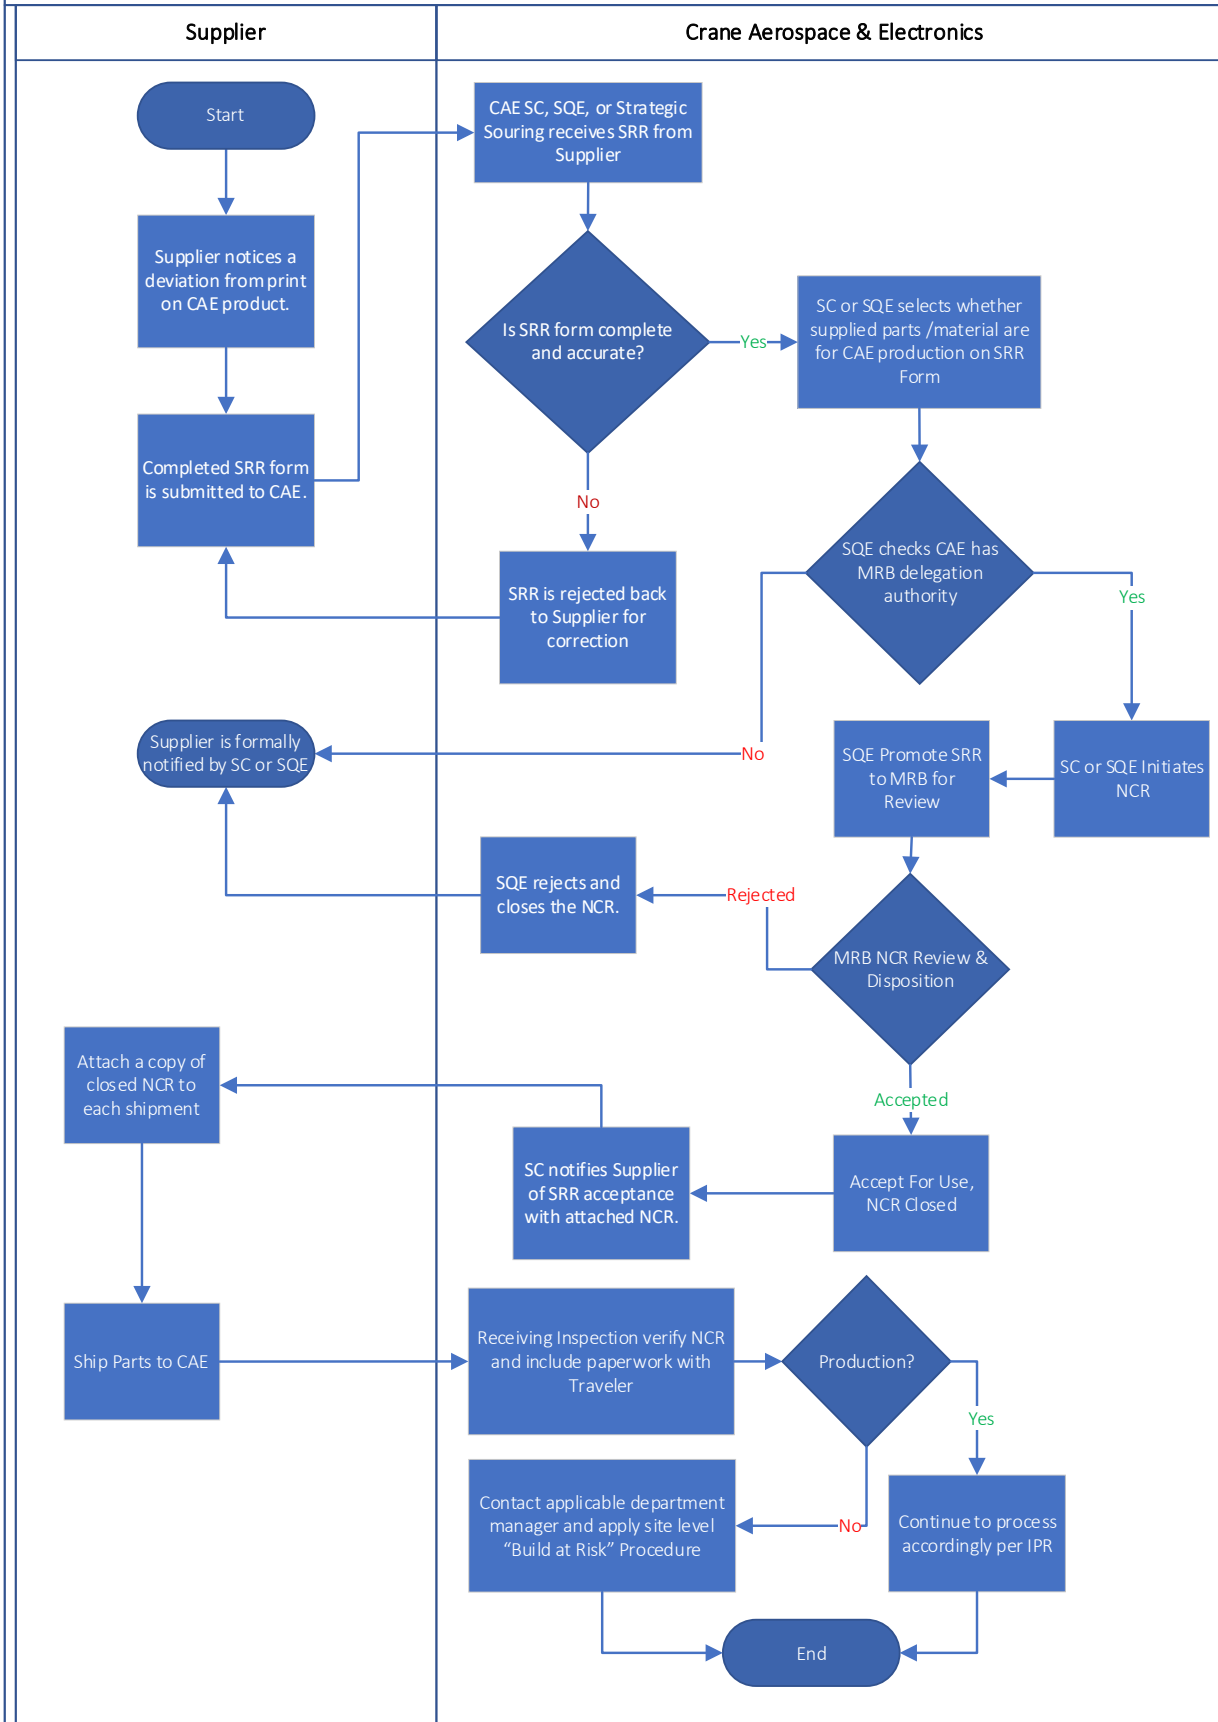 Supplier
Crane Aerospace & Electronics
Start
Supplier notices a
deviation from print
on CAE product.
Completed SRR form
is submitted to CAE.
CAE SC, SQE, or Strategic
Souring receives SRR from
Supplier
Is SRR form complete
and accurate?
Yes
SC or SQE selects whether
supplied parts /material are
for CAE production on SRR
Form
No
SRR is rejected back
to Supplier for
correction
SQE checks CAE has
MRB delegation
authority
Yes
No
Supplier is formally
notified by SC or SQE
SC or SQE Initiates
NCR
SQE Promote SRR
to MRB for
Review
MRB NCR Review &
Disposition
Rejected
SQE rejects and
closes the NCR.
Accepted
Accept For Use,
NCR Closed
SC notifies Supplier
of SRR acceptance
with attached NCR.
Attach a copy of
closed NCR to
each shipment
Ship Parts to CAE
Receiving Inspection verify NCR
and include paperwork with
Traveler
Production?
Yes
No
Contact applicable department
manager and apply site level
“Build at Risk” Procedure
Continue to process
accordingly per IPR
End